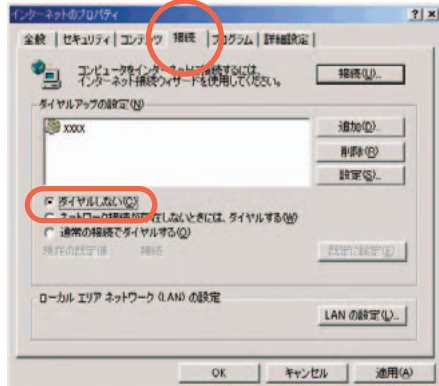 インターネットのプロパティ
全般 セキュリティ コンテンツ 接続 プログラム 詳細設定
コンピュータをインターネットに接続するには、
インターネット接続ウィザードを使用してください。
接続(U)...
ダイヤルアップの設定(N)
xxxx
追加(D)...
削除(R)
設定(S)...
ダイヤルしない(C)
ネットワーク接続が存在しないときには、ダイヤルする(W)
通常の接続でダイヤルする(O)
現在の既定値 接続
既定に設定(E)
ローカル エリア ネットワーク (LAN) の設定
LAN の設定(L)...
OK キャンセル 適用(A)